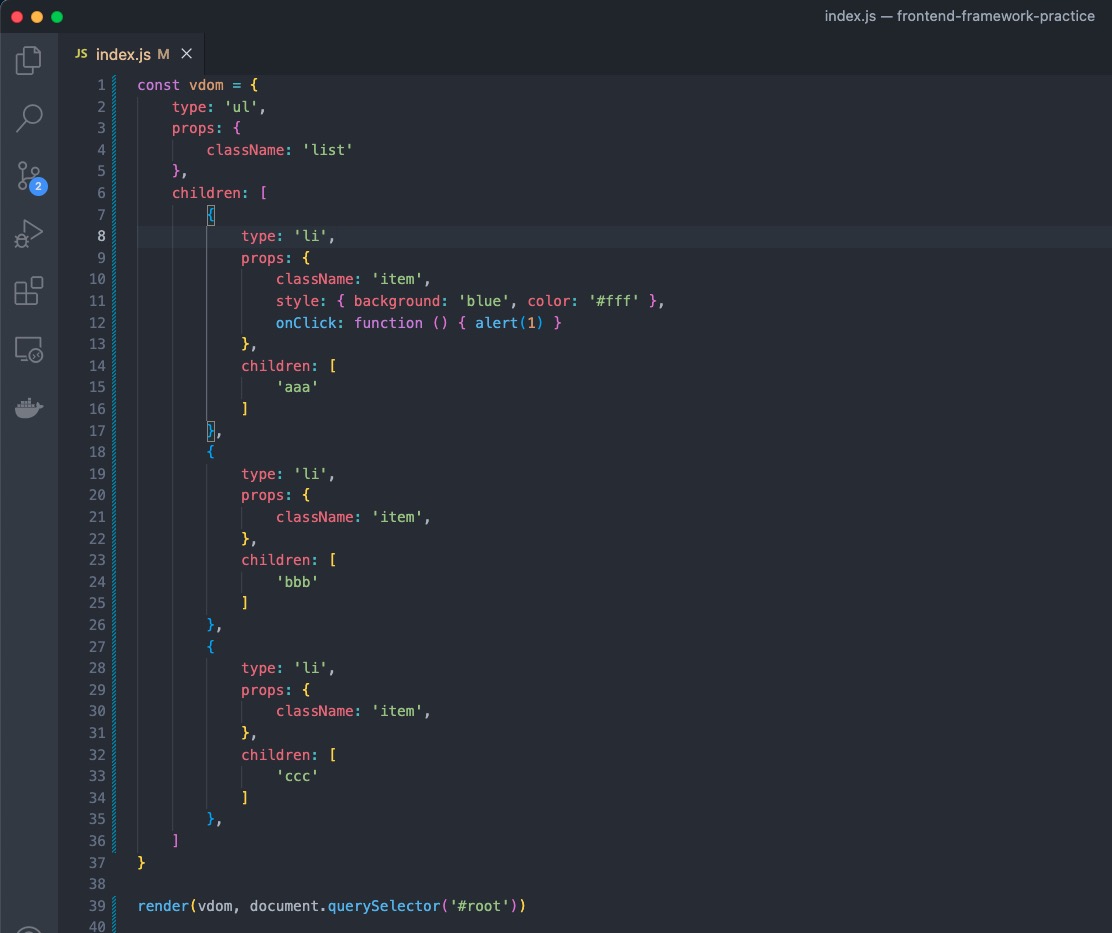 index.js — frontend-framework-practice
JS index.js M
2
1 const vdom = {
2 type: 'ul',
3 props: {
4 className: 'list'
5 },
6 children: [
7 {
8 type: 'li',
9 props: {
10 className: 'item',
11 style: { background: 'blue', color: '#fff' },
12 onClick: function () { alert(1) }
13 },
14 children: [
15 'aaa'
16 ]
17 },
18 {
19 type: 'li',
20 props: {
21 className: 'item',
22 },
23 children: [
24 'bbb'
25 ]
26 },
27 {
28 type: 'li',
29 props: {
30 className: 'item',
31 },
32 children: [
33 'ccc'
34 ]
35 },
36 ]
37 }
38
39 render(vdom, document.querySelector('#root'))
40